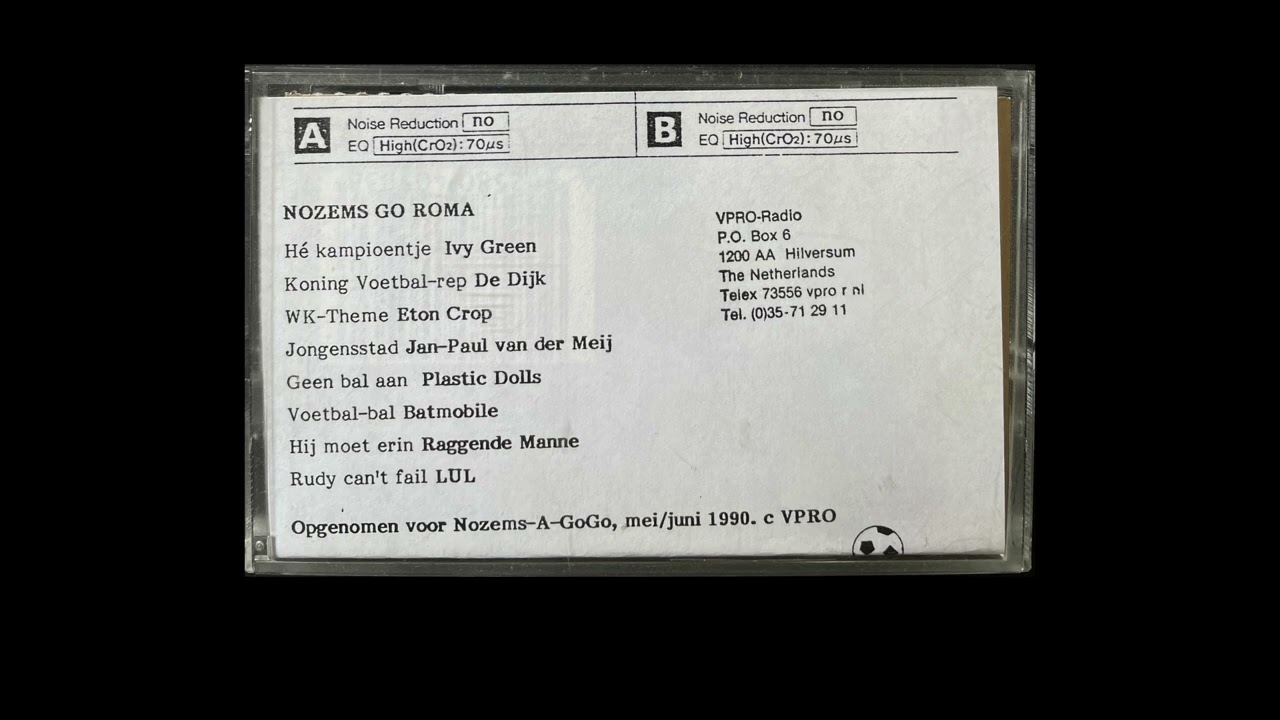 A
Noise Reduction no
EQ High(CrO2): 70µs
B
Noise Reduction no
EQ High(CrO2): 70µs
NOZEMS GO ROMA
Hé kampioentje Ivy Green
Koning Voetbal-rep De Dijk
WK-Theme Eton Crop
Jongensstad Jan-Paul van der Meij
Geen bal aan Plastic Dolls
Voetbal-bal Batmobile
Hij moet erin Raggende Manne
Rudy can't fail LUL
Opgenomen voor Nozems-A-GoGo, mei/juni 1990. c VPRO
VPRO-Radio
P.O. Box 6
1200 AA Hilversum
The Netherlands
Telex 73556 vpro r nl
Tel. (0)35-71 29 11